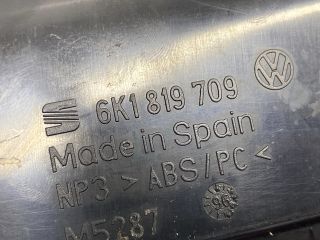 6K1 819 709
Made in Spain
NP3 > ABS/PC <
M5287